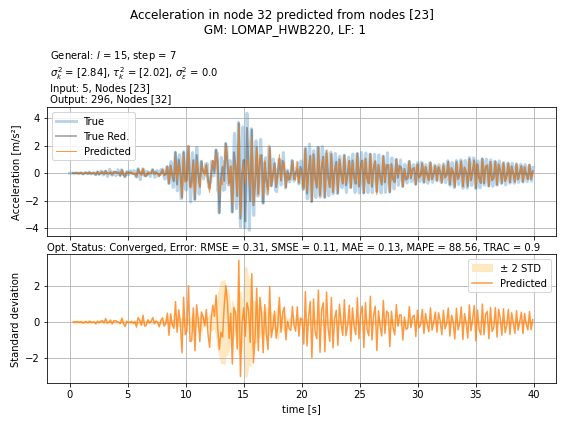 Acceleration in node 32 predicted from nodes [23]
GM: LOMAP_HWB220, LF: 1
General: l = 15, step = 7
σ²ₖ = [2.84], τ²ₖ = [2.02], σ²ε = 0.0
Input: 5, Nodes [23]
Output: 296, Nodes [32]
Acceleration [m/s²]
4
2
0
−2
−4
True
True Red.
Predicted
Opt. Status: Converged, Error: RMSE = 0.31, SMSE = 0.11, MAE = 0.13, MAPE = 88.56, TRAC = 0.9
Standard deviation
2
0
−2
± 2 STD
Predicted
0 5 10 15 20 25 30 35 40
time [s]